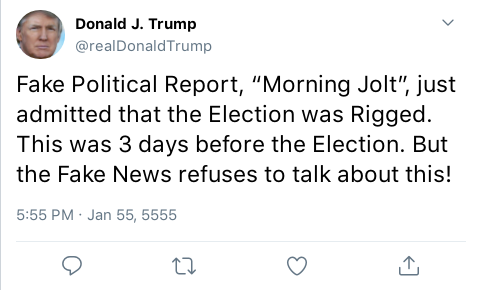 Donald J. Trump
@realDonaldTrump
Fake Political Report, “Morning Jolt”, just
admitted that the Election was Rigged.
This was 3 days before the Election. But
the Fake News refuses to talk about this!
5:55 PM · Jan 55, 5555